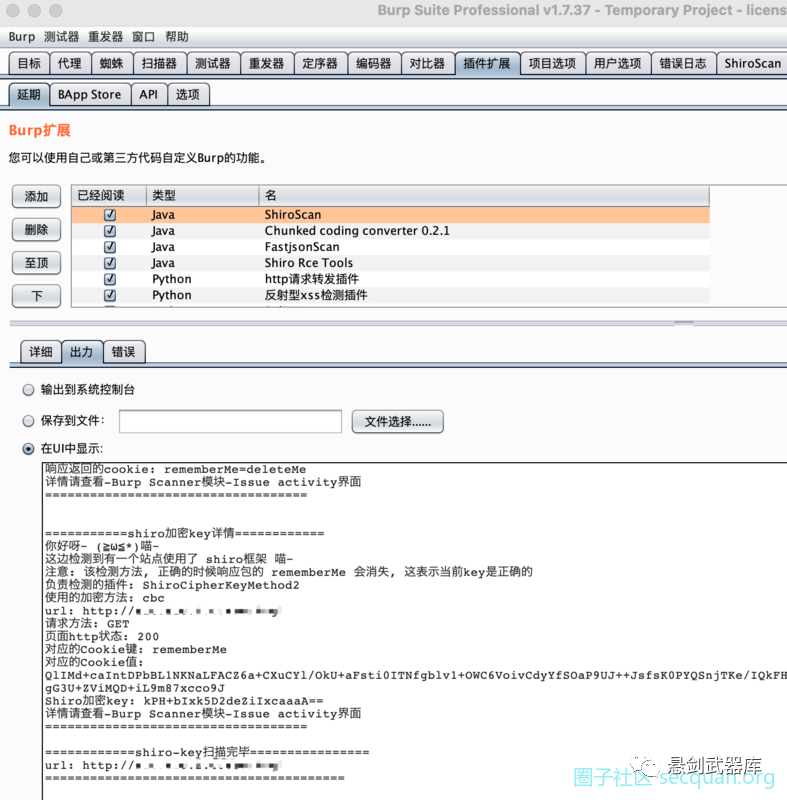 Burp Suite Professional v1.7.37 - Temporary Project - licens
Burp 测试器 重发器 窗口 帮助
目标 代理 蜘蛛 扫描器 测试器 重发器 定序器 编码器 对比器 插件扩展 项目选项 用户选项 错误日志 ShiroScan
延期 BApp Store API 选项
Burp扩展
您可以使用自己或第三方代码自定义Burp的功能。
添加 已经阅读 类型 名
Java ShiroScan
删除 Java Chunked coding converter 0.2.1
Java FastjsonScan
至顶 Java Shiro Rce Tools
Python http请求转发插件
下 Python 反射型xss检测插件
详细 出力 错误
输出到系统控制台
保存到文件: 文件选择......
在UI中显示:
响应返回的cookie: rememberMe=deleteMe
详情请查看-Burp Scanner模块-Issue activity界面
===================================
===========shiro加密key详情============
你好呀~ (≧ω≦*)喵~
这边检测到有一个站点使用了 shiro框架 喵~
注意: 该检测方法, 正确的时候响应包的 rememberMe 会消失, 这表示当前key是正确的
负责检测的插件: ShiroCipherKeyMethod2
使用的加密方法: cbc
url: http://
请求方法: GET
页面http状态: 200
对应的Cookie键: rememberMe
对应的Cookie值:
QlIMd+caIntDPbBL1NKNaLFACZ6a+CXuCYl/OkU+aFsti0ITNfgblv1+OWC6VoivCdyYfSOaP9UJ++JsfsK0PYQSnjTKe/IQkFH
gG3U+ZViMQD+iL9m87xcco9J
Shiro加密key: kPH+bIxk5D2deZiIxcaaaA==
详情请查看-Burp Scanner模块-Issue activity界面
===================================
============shiro-key扫描完毕================
url: http://
========================================
悬剑武器库
圈子社区 secquan.org